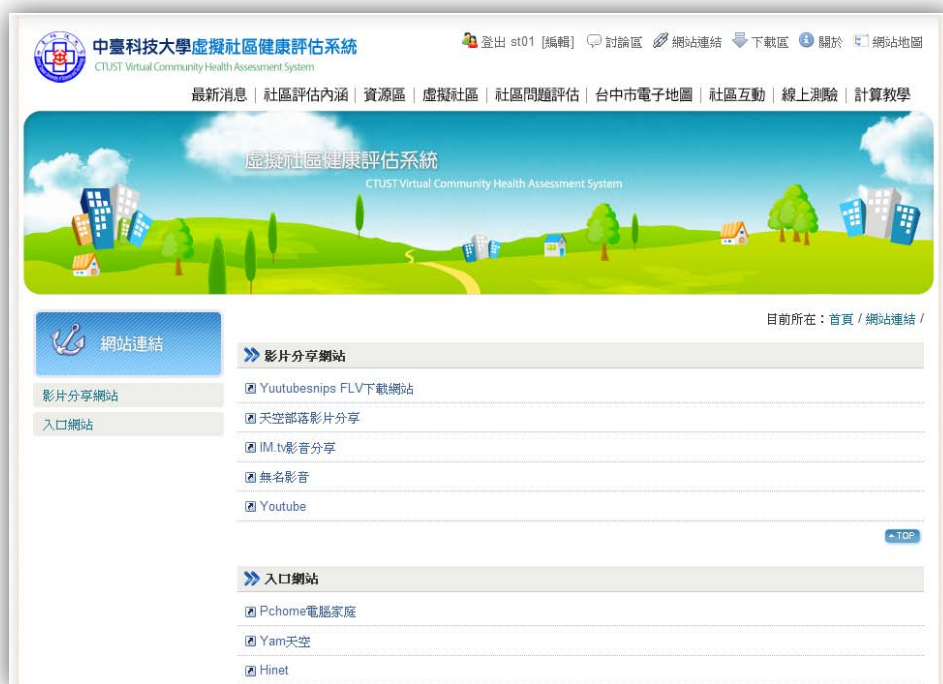 中臺科技大學虛擬社區健康評估系統
CTUST Virtual Community Health Assessment System
登出 st01 [編輯] 討論區 網站連結 下載區 關於 網站地圖
最新消息 | 社區評估內涵 | 資源區 | 虛擬社區 | 社區問題評估 | 台中市電子地圖 | 社區互動 | 線上測驗 | 計算教學
虛擬社區健康評估系統
CTUST Virtual Community Health Assessment System
目前所在：首頁 / 網站連結 /
網站連結
影片分享網站
入口網站
影片分享網站
Yuutubesnips FLV下載網站
天空部落影片分享
IM.tv影音分享
無名影音
Youtube
TOP
入口網站
Pchome電腦家庭
Yam天空
Hinet